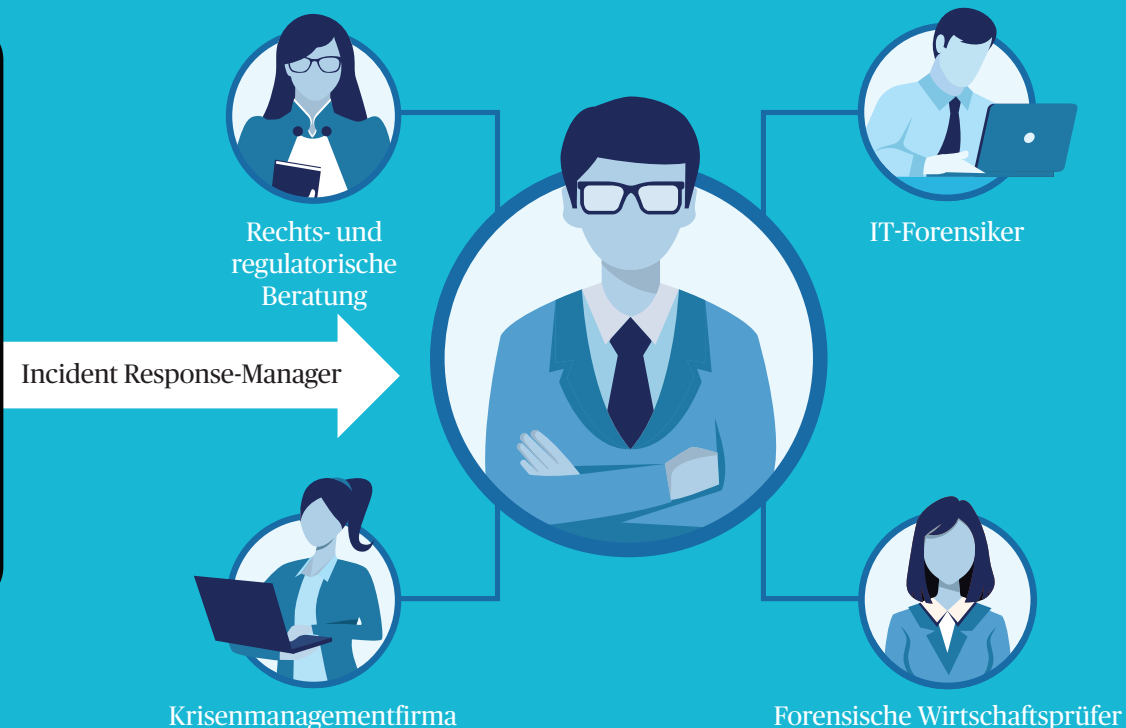 Rechts- und
regulatorische
Beratung
IT-Forensiker
Incident Response-Manager
Krisenmanagementfirma
Forensische Wirtschaftsprüfer